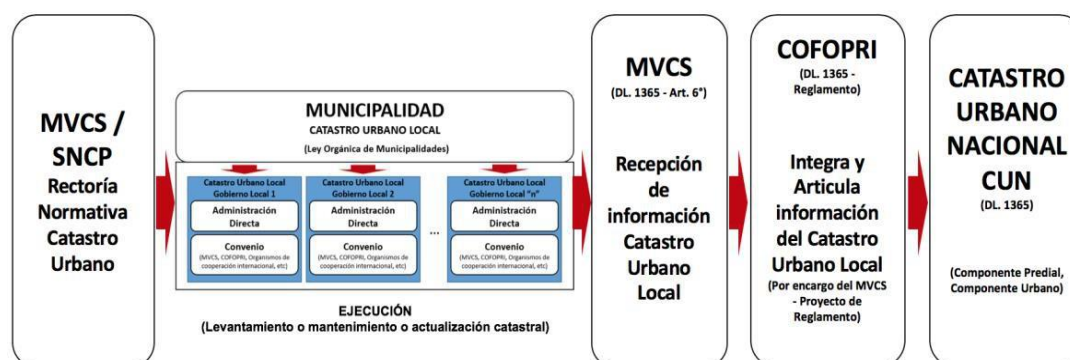 MVCS /
SNCP
Rectoría
Normativa
Catastro
Urbano
MUNICIPALIDAD
CATASTRO URBANO LOCAL
(Ley Orgánica de Municipalidades)
Catastro Urbano Local
Gobierno Local 1
Administración
Directa
Convenio
(MVCS, COFOPRI, Organismos de
cooperación internacional, etc)
Catastro Urbano Local
Gobierno Local 2
Administración
Directa
Convenio
(MVCS, COFOPRI, Organismos de
cooperación internacional, etc)
...
Catastro Urbano Local
Gobierno Local "n"
Administración
Directa
Convenio
(MVCS, COFOPRI, Organismos de
cooperación internacional, etc)
EJECUCIÓN
(Levantamiento o mantenimiento o actualización catastral)
MVCS
(DL. 1365 - Art. 6°)
Recepción
de
información
Catastro
Urbano
Local
COFOPRI
(DL. 1365 -
Reglamento)
Integra y
Articula
información
del Catastro
Urbano Local
(Por encargo del MVCS
- Proyecto de
Reglamento)
CATASTRO
URBANO
NACIONAL
CUN
(DL. 1365)
(Componente Predial,
Componente Urbano)